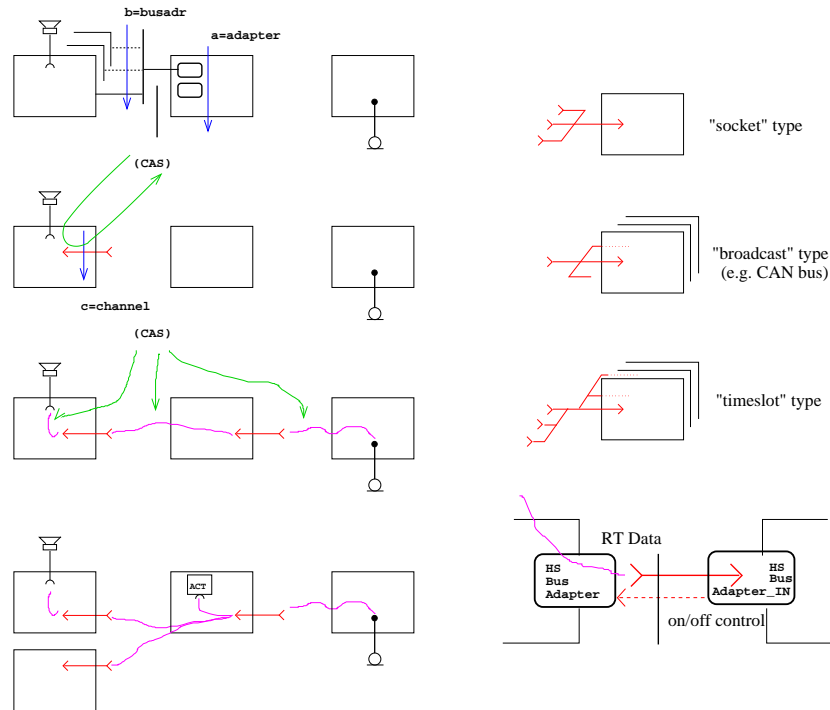 b=busadr
a=adapter
(CAS)
c=channel
(CAS)
ACT
"socket" type
"broadcast" type
(e.g. CAN bus)
"timeslot" type
RT Data
HS
Bus
Adapter
HS
Bus
Adapter_IN
on/off control